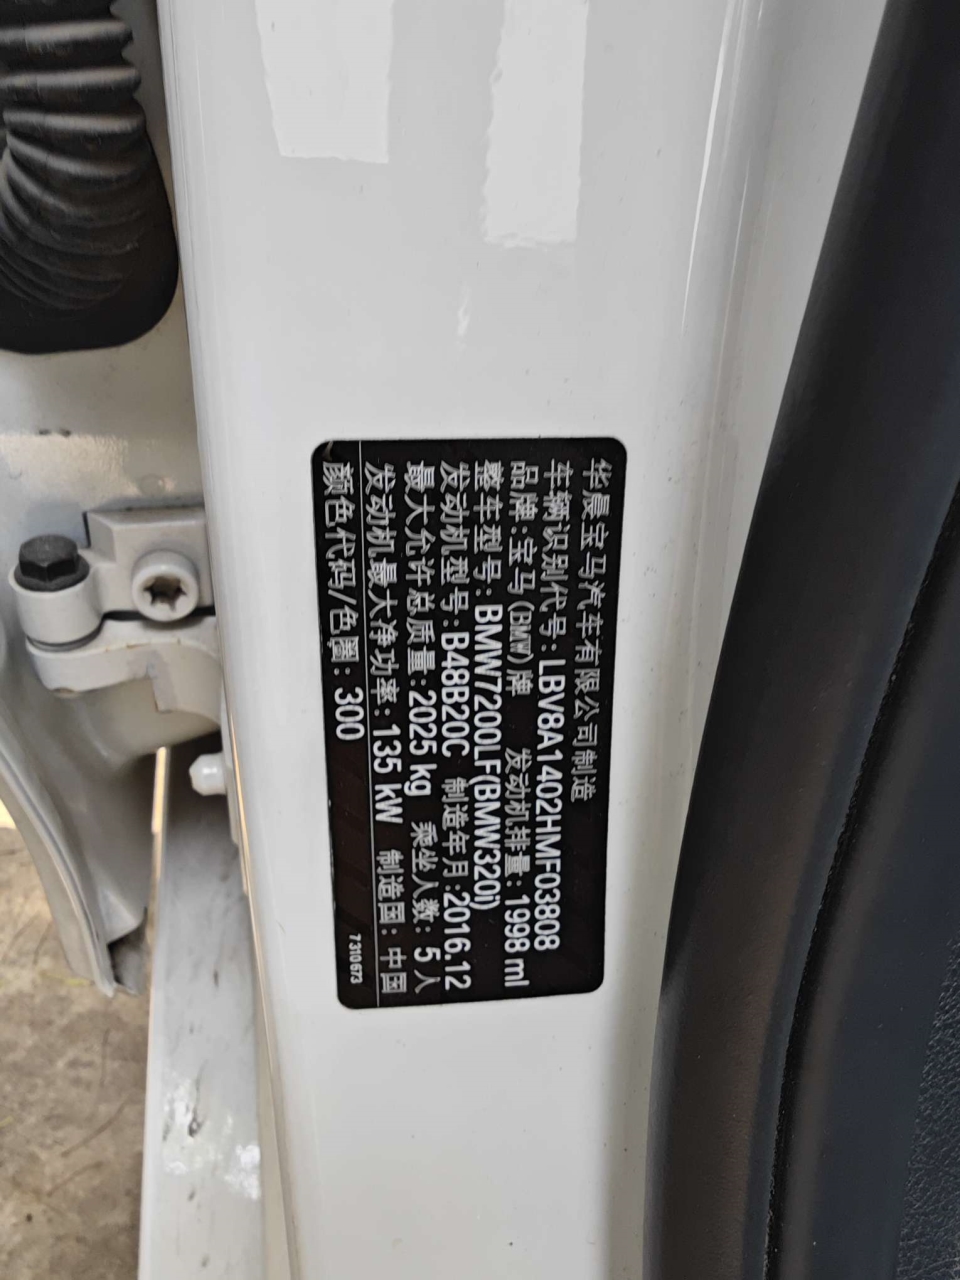 华晨宝马汽车有限公司制造
车辆识别代号:LBV8A1402HMF03808
品牌:宝马(BMW)牌 发动机排量:1998 ml
整车型号:BMW7200LF(BMW320i)
发动机型号:B48B20C 制造年月:2016.12
最大允许总质量:2025 kg 乘坐人数:5 人
发动机最大净功率:135 kW 制造国:中国
颜色代码/色圈:300 7310673